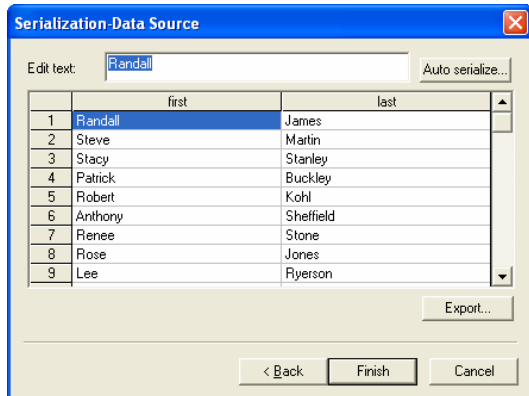 Serialization-Data Source
Edit text: Randall Auto serialize...
first last
1 Randall James
2 Steve Martin
3 Stacy Stanley
4 Patrick Buckley
5 Robert Kohl
6 Anthony Sheffield
7 Renee Stone
8 Rose Jones
9 Lee Ryerson
Export...
< Back Finish Cancel